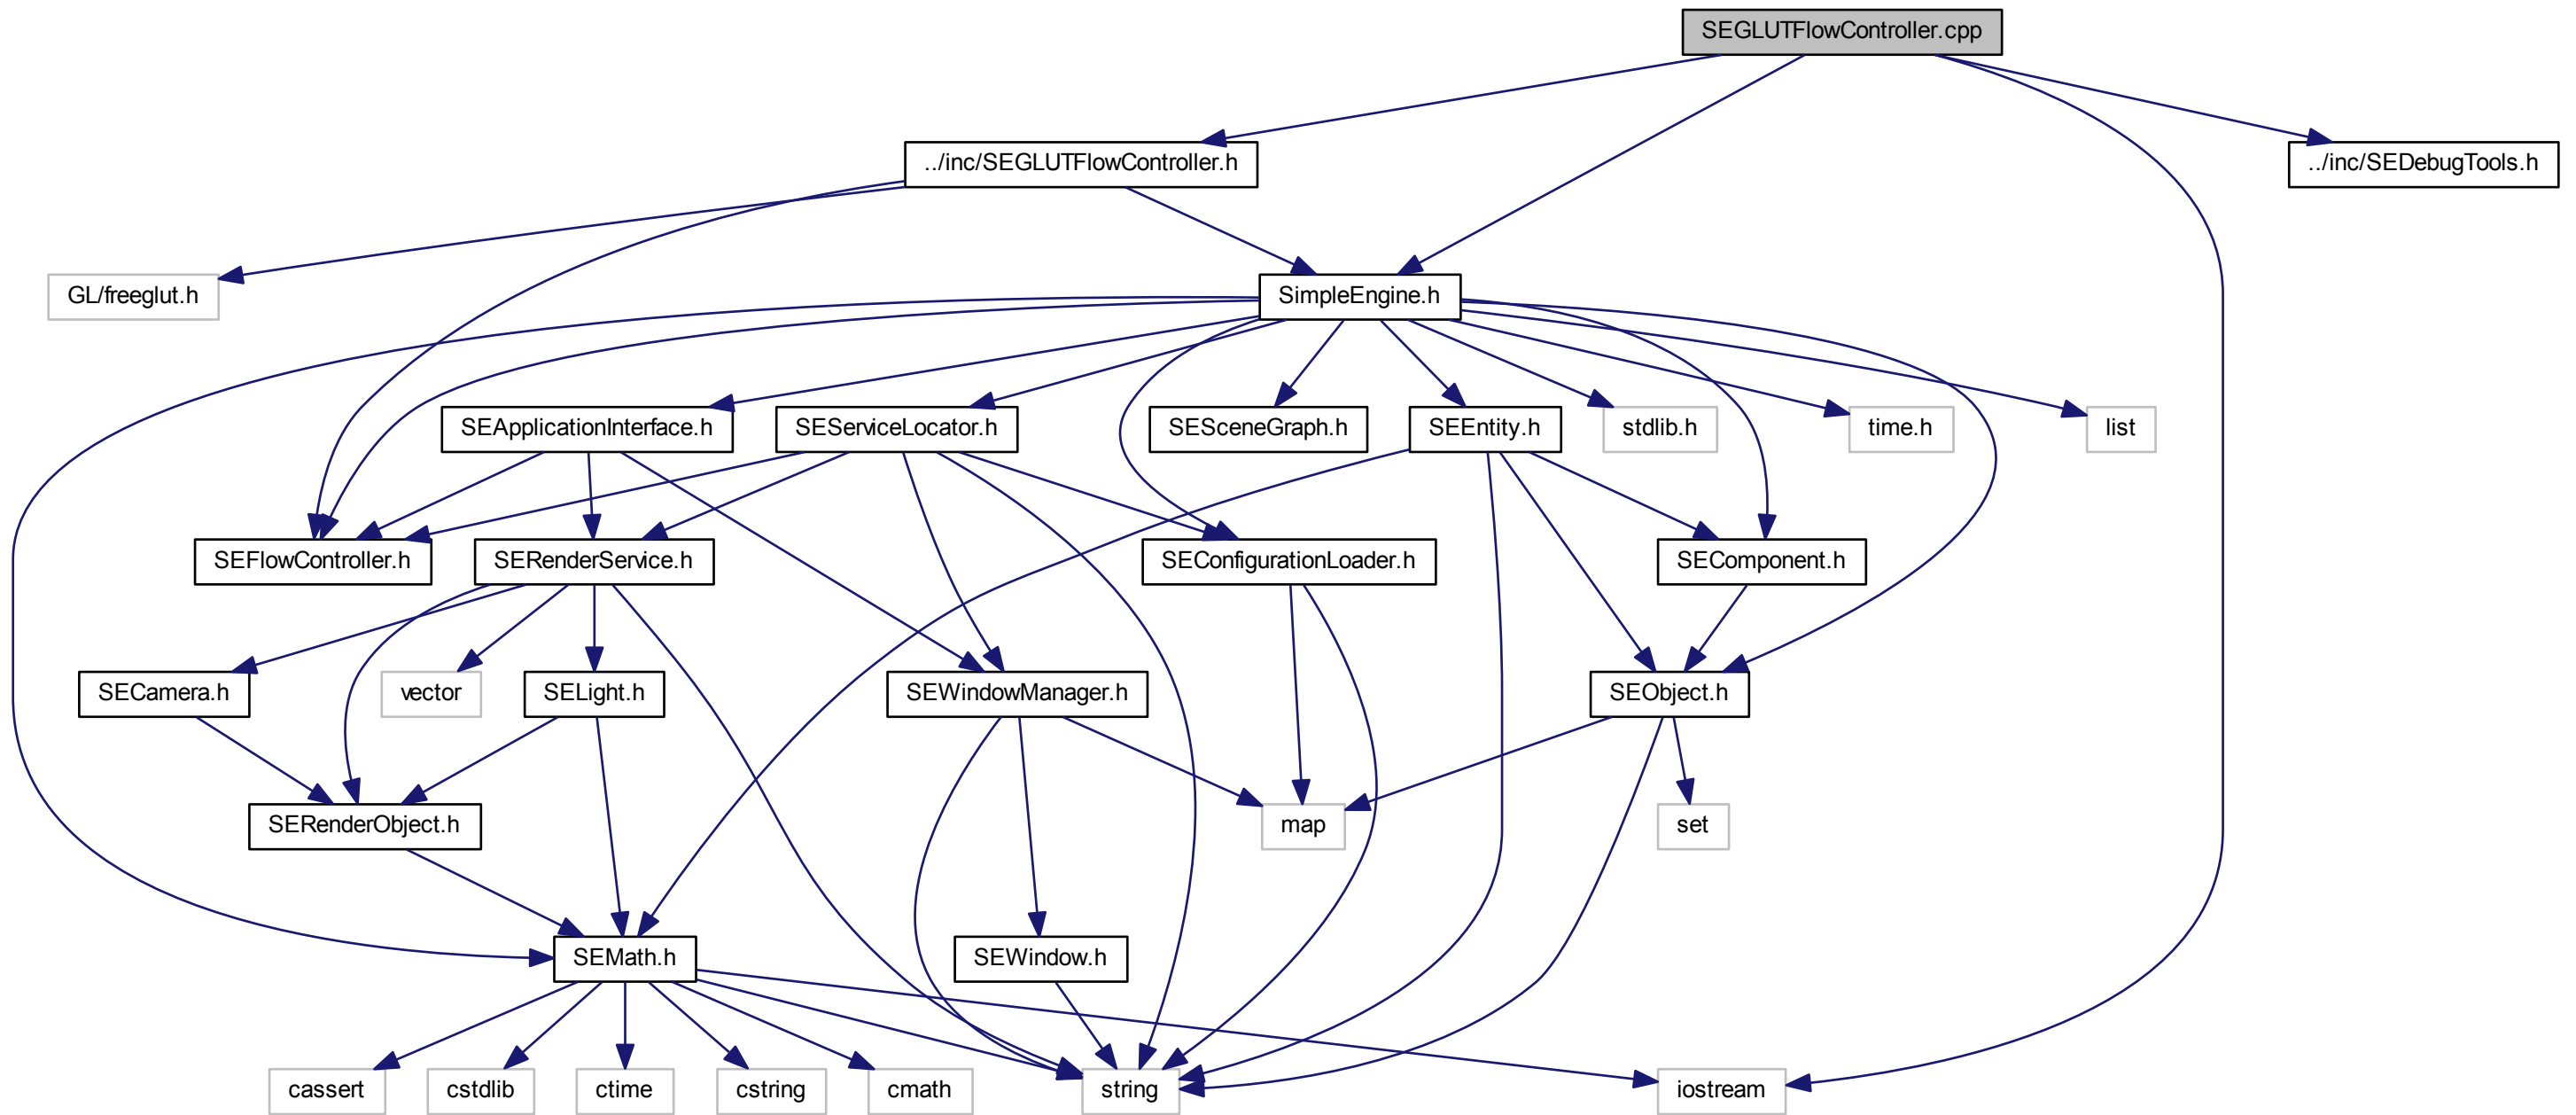 SEGLUTFlowController.cpp
../inc/SEGLUTFlowController.h
../inc/SEDebugTools.h
GL/freeglut.h
SimpleEngine.h
SEApplicationInterface.h
SEServiceLocator.h
SESceneGraph.h
SEEntity.h
stdlib.h
time.h
list
SEFlowController.h
SERenderService.h
SEConfigurationLoader.h
SEComponent.h
SECamera.h
vector
SELight.h
SEWindowManager.h
SEObject.h
SERenderObject.h
map
set
SEMath.h
SEWindow.h
cassert
cstdlib
ctime
cstring
cmath
string
iostream